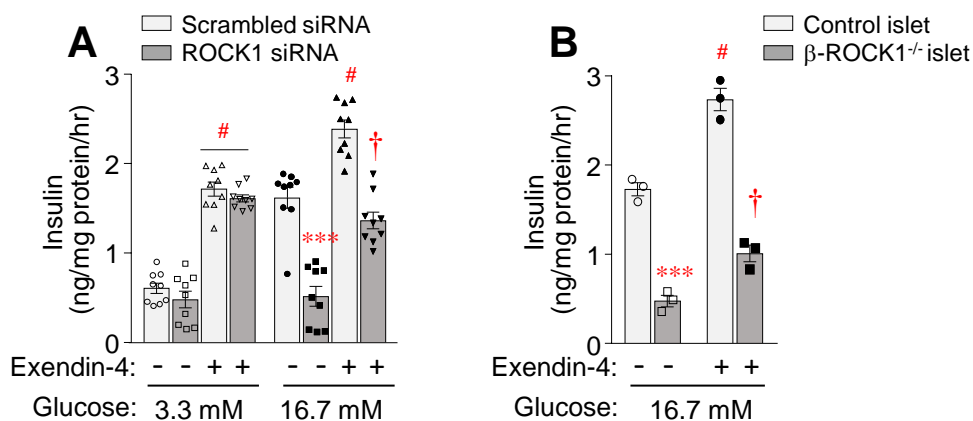 A
Scrambled siRNA
ROCK1 siRNA
Insulin
(ng/mg protein/hr)
3
2
1
0
#
***
#
†
Exendin-4: - - + + - - + +
Glucose: 3.3 mM 16.7 mM
B
Control islet
β-ROCK1-/- islet
Insulin
(ng/mg protein/hr)
3
2
1
0
***
#
†
- - + +
16.7 mM
Exendin-4:
Glucose: